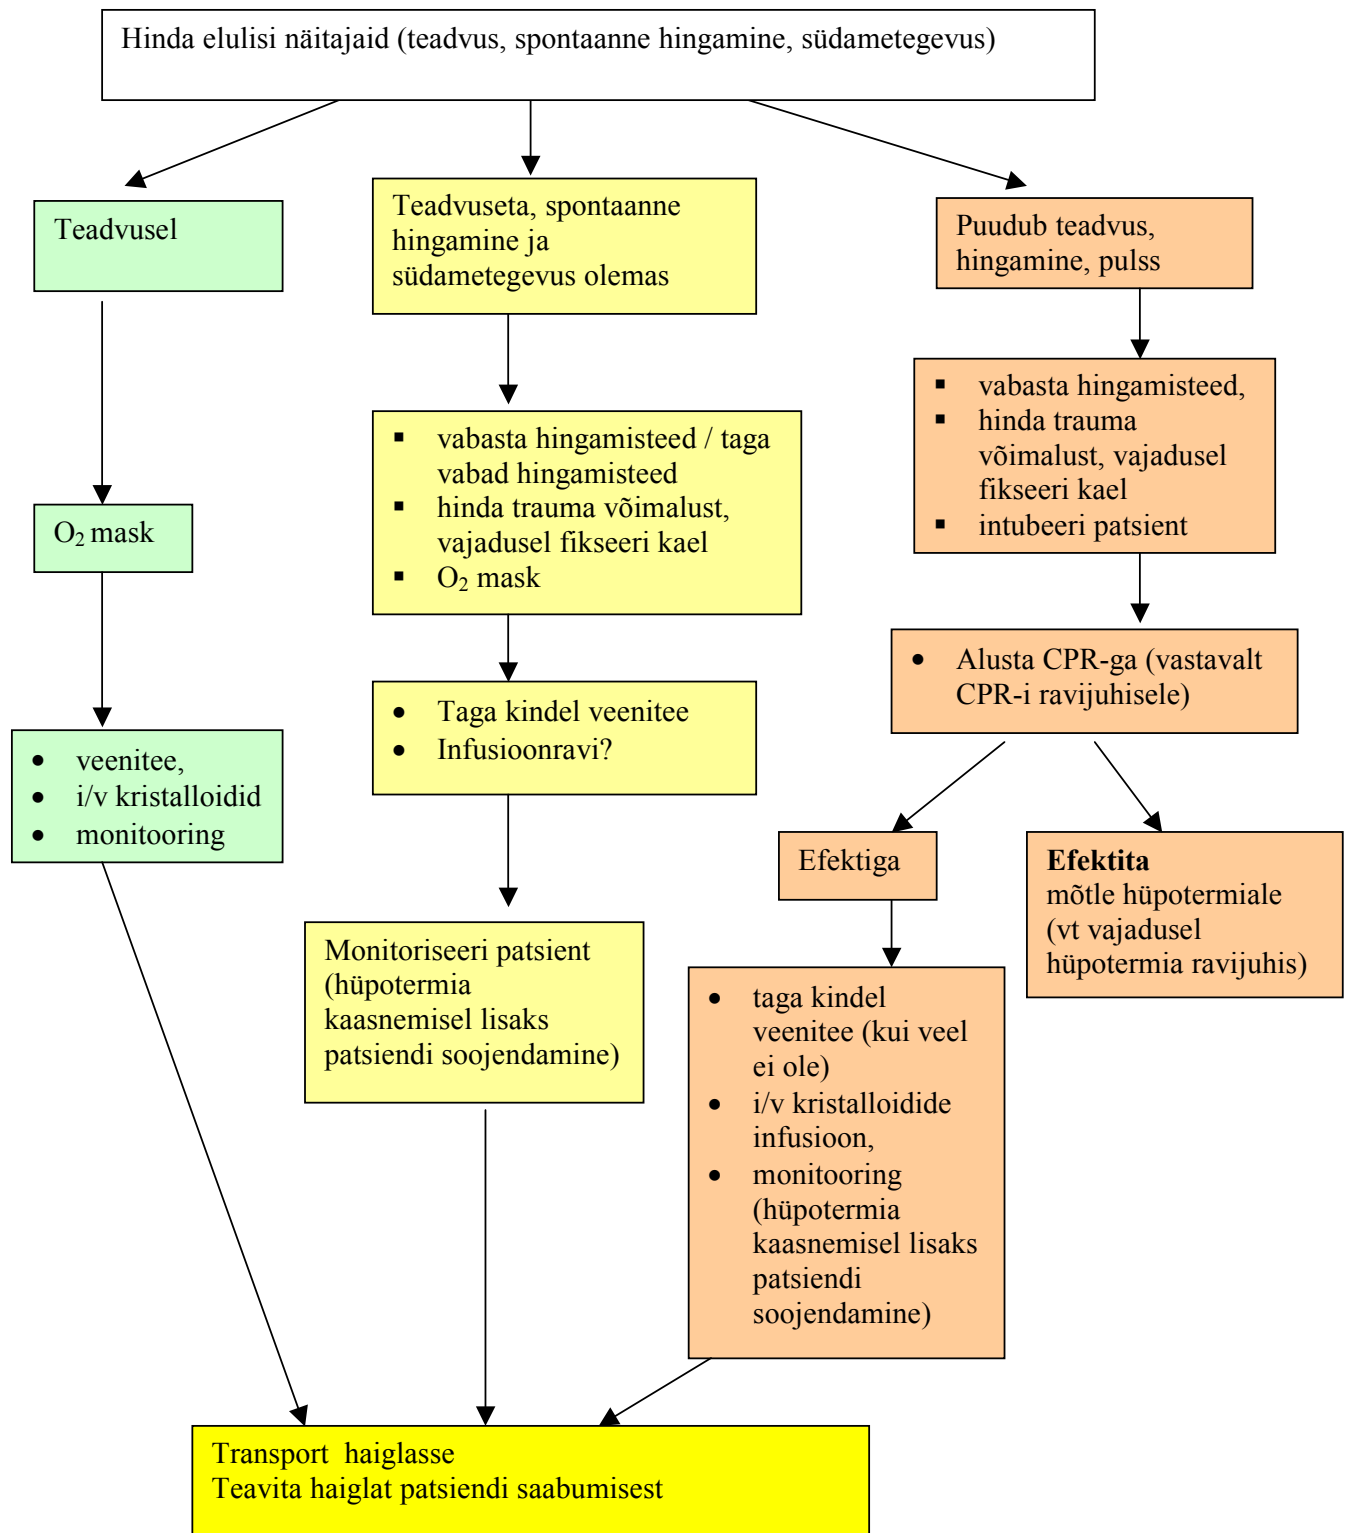 Hinda elulisi näitajaid (teadvus, spontaanne hingamine, südametegevus)
Teadvusel
O₂ mask
• veenitee,
• i/v kristalloidid
• monitooring
Teadvuseta, spontaanne
hingamine ja
südametegevus olemas
▪ vabasta hingamisteed / taga
vabad hingamisteed
▪ hinda trauma võimalust,
vajadusel fikseeri kael
▪ O₂ mask
• Taga kindel veenitee
• Infusioonravi?
Monitoriseeri patsient
(hüpotermia
kaasnemisel lisaks
patsiendi soojendamine)
Puudub teadvus,
hingamine, pulss
▪ vabasta hingamisteed,
▪ hinda trauma
võimalust, vajadusel
fikseeri kael
▪ intubeeri patsient
• Alusta CPR-ga (vastavalt
CPR-i ravijuhisele)
Efektiga
• taga kindel
veenitee (kui veel
ei ole)
• i/v kristalloidide
infusioon,
• monitooring
(hüpotermia
kaasnemisel lisaks
patsiendi
soojendamine)
Efektita
mõtle hüpotermiale
(vt vajadusel
hüpotermia ravijuhis)
Transport haiglasse
Teavita haiglat patsiendi saabumisest